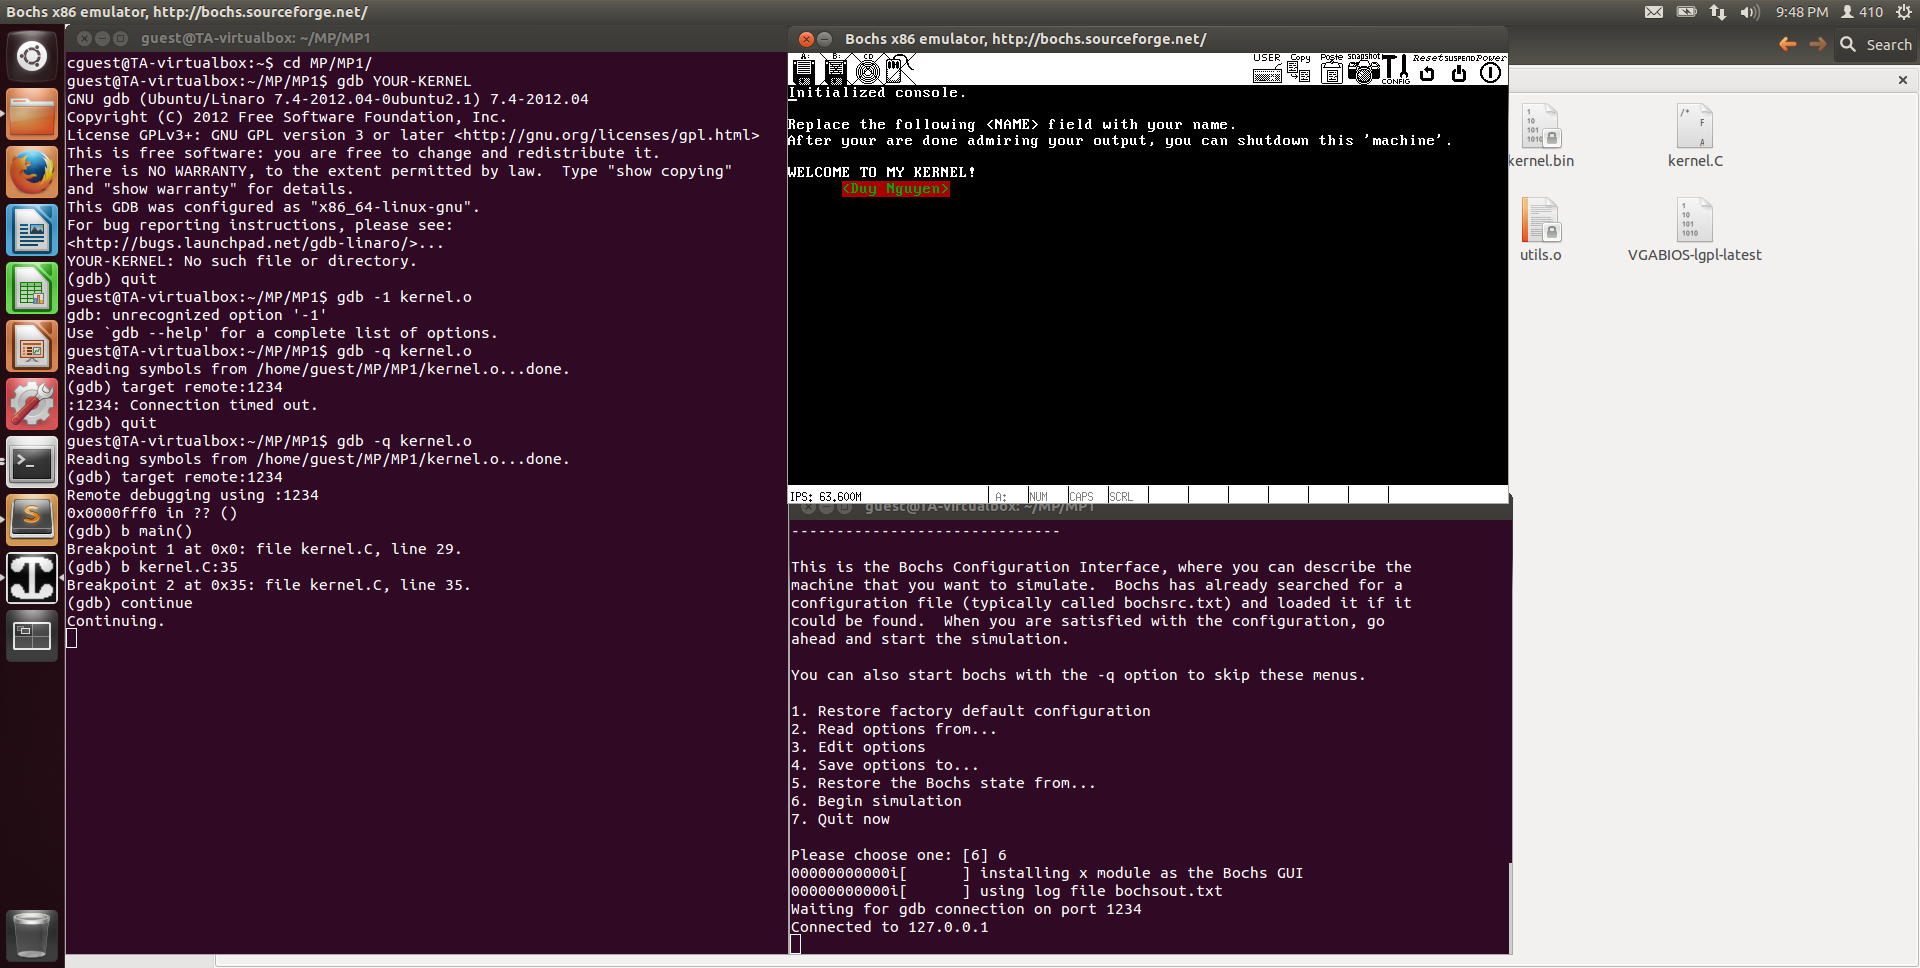 Bochs x86 emulator, http://bochs.sourceforge.net/
9:48 PM
410
guest@TA-virtualbox: ~/MP/MP1
cguest@TA-virtualbox:~$ cd MP/MP1/
guest@TA-virtualbox:~/MP/MP1$ gdb YOUR-KERNEL
GNU gdb (Ubuntu/Linaro 7.4-2012.04-0ubuntu2.1) 7.4-2012.04
Copyright (C) 2012 Free Software Foundation, Inc.
License GPLv3+: GNU GPL version 3 or later <http://gnu.org/licenses/gpl.html>
This is free software: you are free to change and redistribute it.
There is NO WARRANTY, to the extent permitted by law.  Type "show copying"
and "show warranty" for details.
This GDB was configured as "x86_64-linux-gnu".
For bug reporting instructions, please see:
<http://bugs.launchpad.net/gdb-linaro/>...
YOUR-KERNEL: No such file or directory.
(gdb) quit
guest@TA-virtualbox:~/MP/MP1$ gdb -1 kernel.o
gdb: unrecognized option '-1'
Use `gdb --help' for a complete list of options.
guest@TA-virtualbox:~/MP/MP1$ gdb -q kernel.o
Reading symbols from /home/guest/MP/MP1/kernel.o...done.
(gdb) target remote:1234
:1234: Connection timed out.
(gdb) quit
guest@TA-virtualbox:~/MP/MP1$ gdb -q kernel.o
Reading symbols from /home/guest/MP/MP1/kernel.o...done.
(gdb) target remote:1234
Remote debugging using :1234
0x0000fff0 in ?? ()
(gdb) b main()
Breakpoint 1 at 0x0: file kernel.C, line 29.
(gdb) b kernel.C:35
Breakpoint 2 at 0x35: file kernel.C, line 35.
(gdb) continue
Continuing.
Bochs x86 emulator, http://bochs.sourceforge.net/
A: B: CD USER Copy Paste snapshot CONFIG Reset SUSPEND Power
Initialized console.
Replace the following <NAME> field with your name.
After your are done admiring your output, you can shutdown this 'machine'.
WELCOME TO MY KERNEL!
<Duy Nguyen>
IPS: 63.600M A: NUM CAPS SCRL
guest@TA-virtualbox: ~/MP/MP1
------------------------------
This is the Bochs Configuration Interface, where you can describe the
machine that you want to simulate.  Bochs has already searched for a
configuration file (typically called bochsrc.txt) and loaded it if it
could be found.  When you are satisfied with the configuration, go
ahead and start the simulation.
You can also start bochs with the -q option to skip these menus.
1. Restore factory default configuration
2. Read options from...
3. Edit options
4. Save options to...
5. Restore the Bochs state from...
6. Begin simulation
7. Quit now
Please choose one: [6] 6
00000000000i[      ] installing x module as the Bochs GUI
00000000000i[      ] using log file bochsout.txt
Waiting for gdb connection on port 1234
Connected to 127.0.0.1
Search
kernel.bin
kernel.C
utils.o
VGABIOS-lgpl-latest